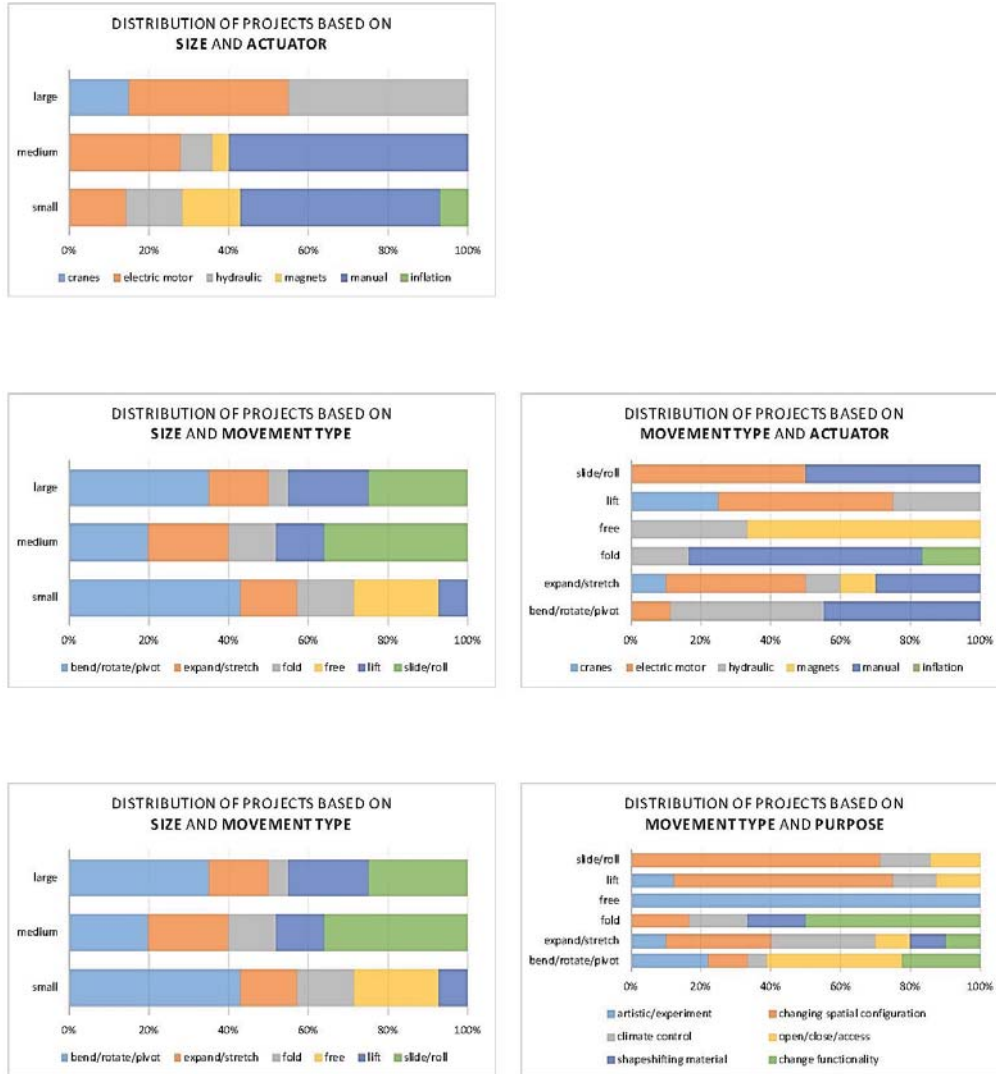 DISTRIBUTION OF PROJECTS BASED ON
SIZE AND ACTUATOR
large
medium
small
0% 20% 40% 60% 80% 100%
cranes electric motor hydraulic magnets manual inflation
DISTRIBUTION OF PROJECTS BASED ON
SIZE AND MOVEMENT TYPE
large
medium
small
0% 20% 40% 60% 80% 100%
bend/rotate/pivot expand/stretch fold free lift slide/roll
DISTRIBUTION OF PROJECTS BASED ON
MOVEMENT TYPE AND ACTUATOR
slide/roll
lift
free
fold
expand/stretch
bend/rotate/pivot
0% 20% 40% 60% 80% 100%
cranes electric motor hydraulic magnets manual inflation
DISTRIBUTION OF PROJECTS BASED ON
SIZE AND MOVEMENT TYPE
large
medium
small
0% 20% 40% 60% 80% 100%
bend/rotate/pivot expand/stretch fold free lift slide/roll
DISTRIBUTION OF PROJECTS BASED ON
MOVEMENT TYPE AND PURPOSE
slide/roll
lift
free
fold
expand/stretch
bend/rotate/pivot
0% 20% 40% 60% 80% 100%
artistic/experiment changing spatial configuration
climate control open/close/access
shapeshifting material change functionality